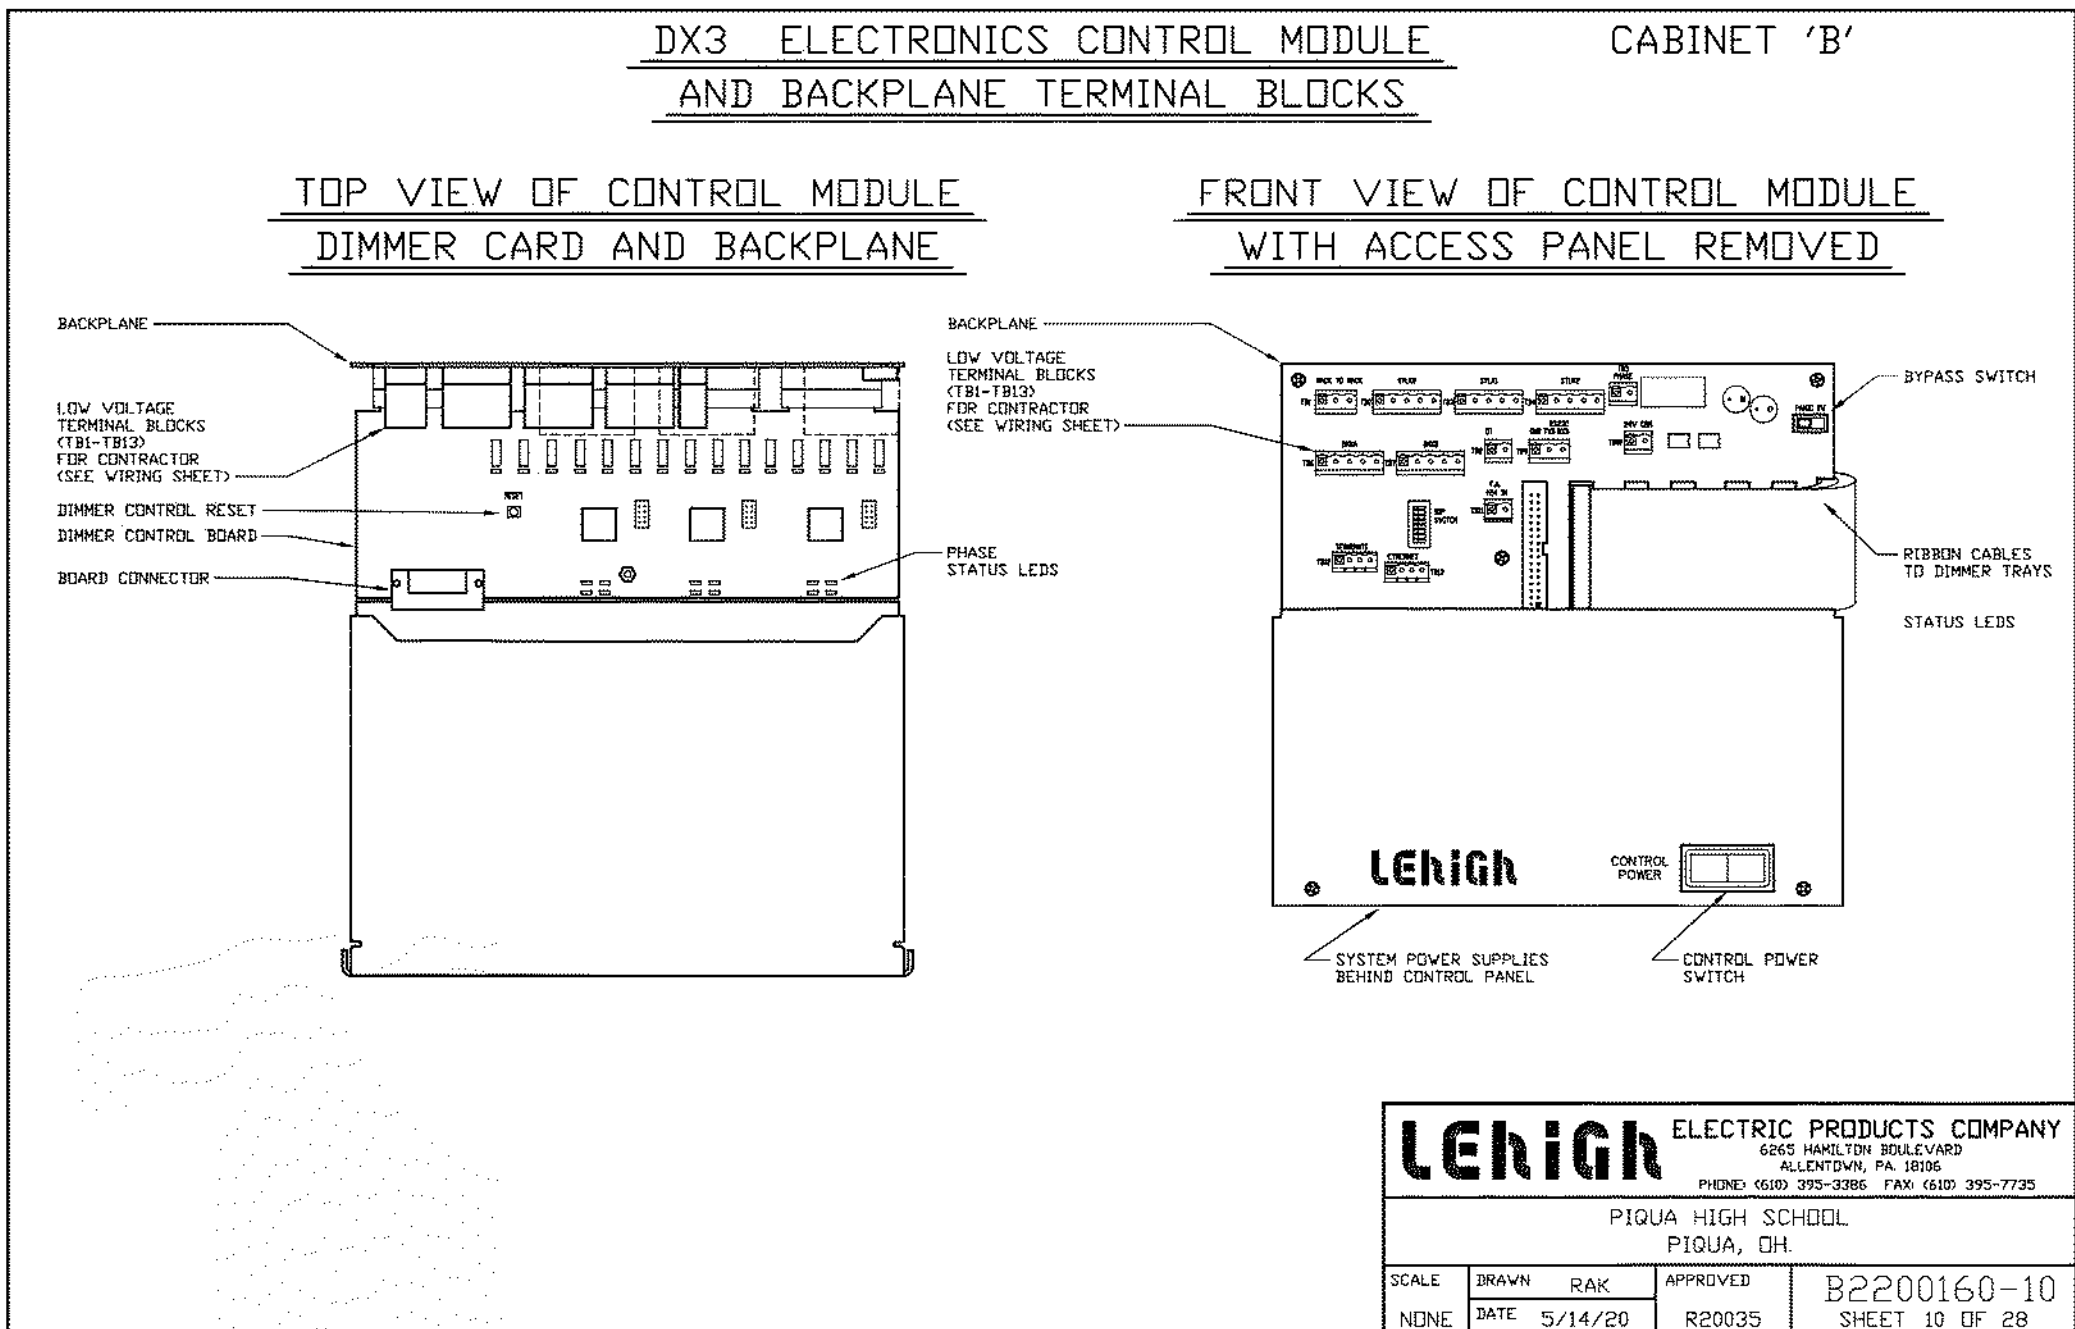 DX3 ELECTRONICS CONTROL MODULE
AND BACKPLANE TERMINAL BLOCKS
CABINET 'B'
TOP VIEW OF CONTROL MODULE
DIMMER CARD AND BACKPLANE
BACKPLANE
LOW VOLTAGE
TERMINAL BLOCKS
(TB1-TB13)
FOR CONTRACTOR
(SEE WIRING SHEET)
DIMMER CONTROL RESET
DIMMER CONTROL BOARD
BOARD CONNECTOR
RESET
PHASE
STATUS LEDS
FRONT VIEW OF CONTROL MODULE
WITH ACCESS PANEL REMOVED
BACKPLANE
LOW VOLTAGE
TERMINAL BLOCKS
(TB1-TB13)
FOR CONTRACTOR
(SEE WIRING SHEET)
BACK TO BACK
PHASE
ETHERNET
BYPASS SWITCH
RIBBON CABLES
TO DIMMER TRAYS
STATUS LEDS
LEHIGH
CONTROL
POWER
SYSTEM POWER SUPPLIES
BEHIND CONTROL PANEL
CONTROL POWER
SWITCH
LEHIGH ELECTRIC PRODUCTS COMPANY
6265 HAMILTON BOULEVARD
ALLENTOWN, PA. 18106
PHONE: (610) 395-3386 FAX: (610) 395-7735
PIQUA HIGH SCHOOL
PIQUA, OH.
SCALE
NONE
DRAWN RAK
DATE 5/14/20
APPROVED
R20035
B2200160-10
SHEET 10 OF 28